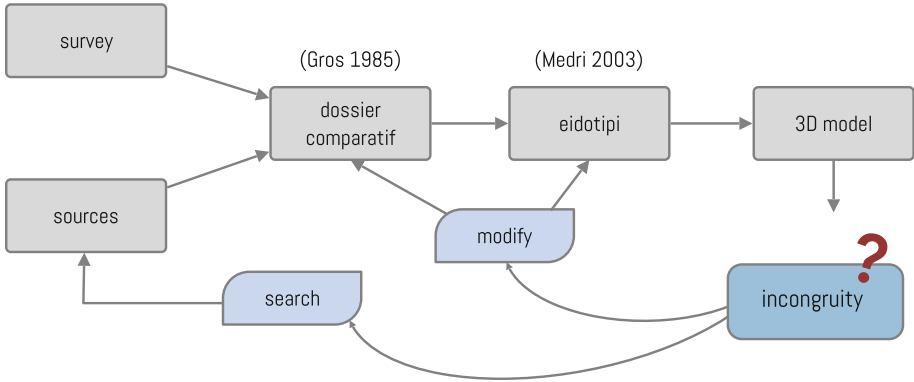 survey
(Gros 1985)
(Medri 2003)
dossier
comparatif
eidotipi
3D model
sources
modify
search
?
incongruity